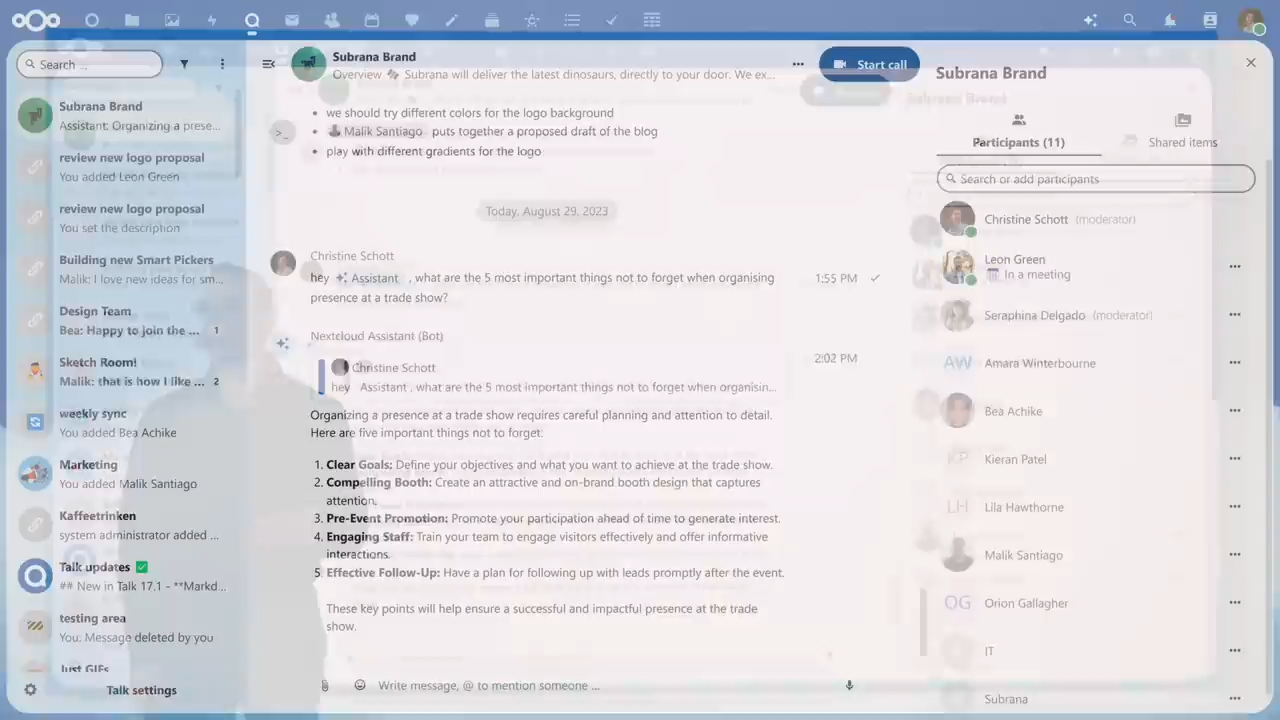 Search ..
Subrana Brand
Assistant: Organizing a prese...
review new logo proposal
You added Leon Green
review new logo proposal
You set the description
Building new Smart Pickers
Malik: I love new ideas for sm...
Design Team
Bea: Happy to join the ... 1
Sketch Room!
Malik: that is how I like ... 2
weekly sync
You added Bea Achike
Marketing
You added Malik Santiago
Kaffeetrinken
system administrator added ...
Talk updates ✅
## New in Talk 17.1 - **Markd...
testing area
You: Message deleted by you
Just GIFs
Talk settings
Subrana Brand
Overview 🦖 Subrana will deliver the latest dinosaurs, directly to your door. We ex...
Start call
• we should try different colors for the logo background
• Malik Santiago puts together a proposed draft of the blog
• play with different gradients for the logo
Today, August 29, 2023
Christine Schott
hey Assistant , what are the 5 most important things not to forget when organising
presence at a trade show?
1:55 PM
Nextcloud Assistant (Bot)
Christine Schott
2:02 PM
hey Assistant , what are the 5 most important things not to forget when organisin...
Organizing a presence at a trade show requires careful planning and attention to detail.
Here are five important things not to forget:
1. Clear Goals: Define your objectives and what you want to achieve at the trade show.
2. Compelling Booth: Create an attractive and on-brand booth design that captures
attention.
3. Pre-Event Promotion: Promote your participation ahead of time to generate interest.
4. Engaging Staff: Train your team to engage visitors effectively and offer informative
interactions.
5. Effective Follow-Up: Have a plan for following up with leads promptly after the event.
These key points will help ensure a successful and impactful presence at the trade
show.
Write message, @ to mention someone ...
Subrana Brand
Participants (11)
Shared items
Search or add participants
Christine Schott (moderator)
Leon Green
In a meeting
Seraphina Delgado (moderator)
AW Amara Winterbourne
Bea Achike
KP Kieran Patel
LH Lila Hawthorne
Malik Santiago
OG Orion Gallagher
IT
Subrana